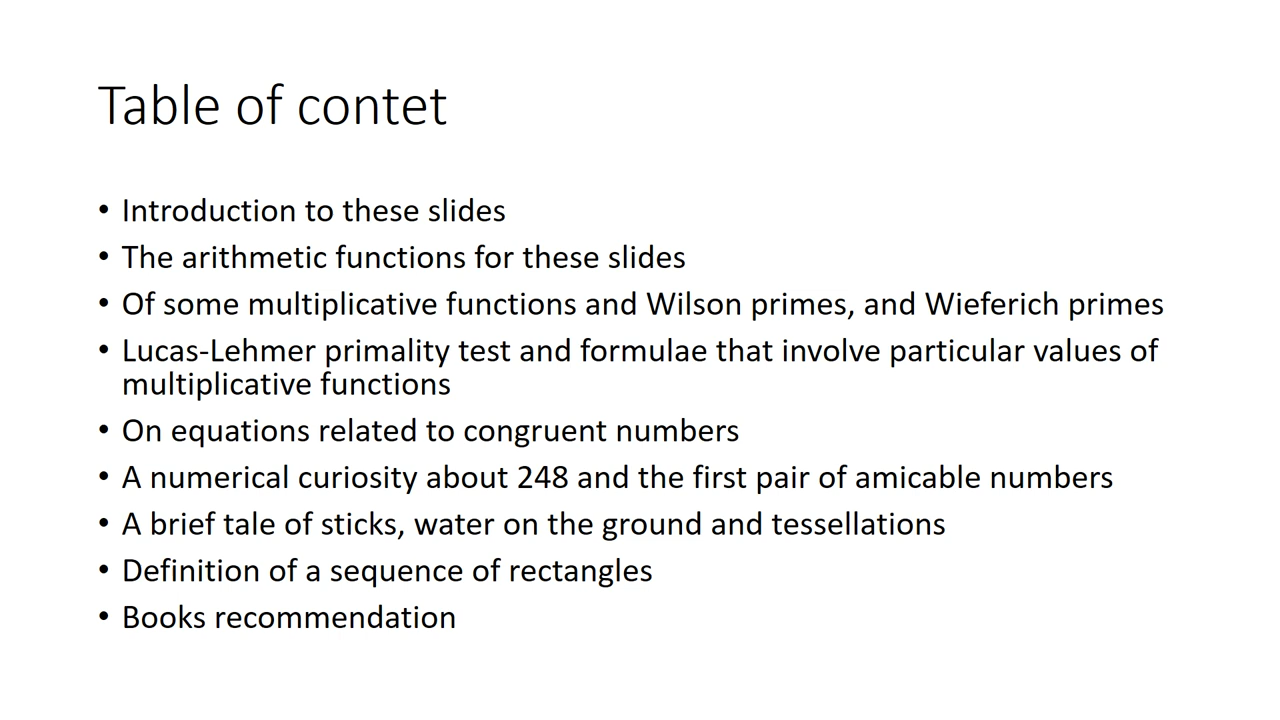 Table of contet
• Introduction to these slides
• The arithmetic functions for these slides
• Of some multiplicative functions and Wilson primes, and Wieferich primes
• Lucas-Lehmer primality test and formulae that involve particular values of
multiplicative functions
• On equations related to congruent numbers
• A numerical curiosity about 248 and the first pair of amicable numbers
• A brief tale of sticks, water on the ground and tessellations
• Definition of a sequence of rectangles
• Books recommendation